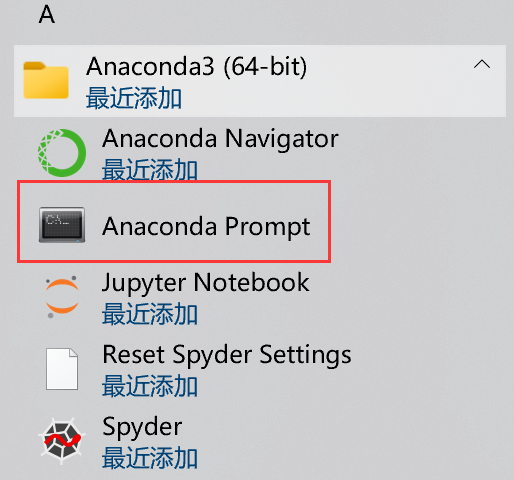 A
Anaconda3 (64-bit)
最近添加
Anaconda Navigator
最近添加
Anaconda Prompt
Jupyter Notebook
最近添加
Reset Spyder Settings
最近添加
Spyder
最近添加